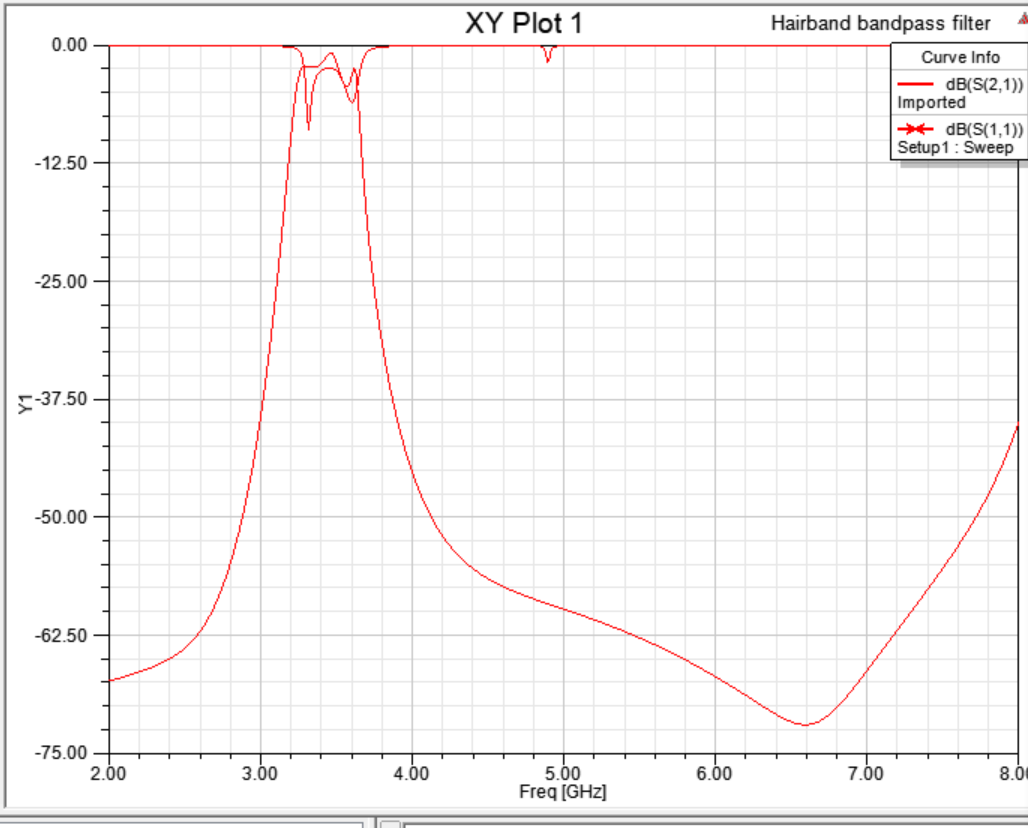 XY Plot 1
Hairband bandpass filter
Curve Info
dB(S(2,1))
Imported
dB(S(1,1))
Setup1 : Sweep
0.00
-12.50
-25.00
-37.50
-50.00
-62.50
-75.00
Y1
2.00 3.00 4.00 5.00 6.00 7.00 8.00
Freq [GHz]